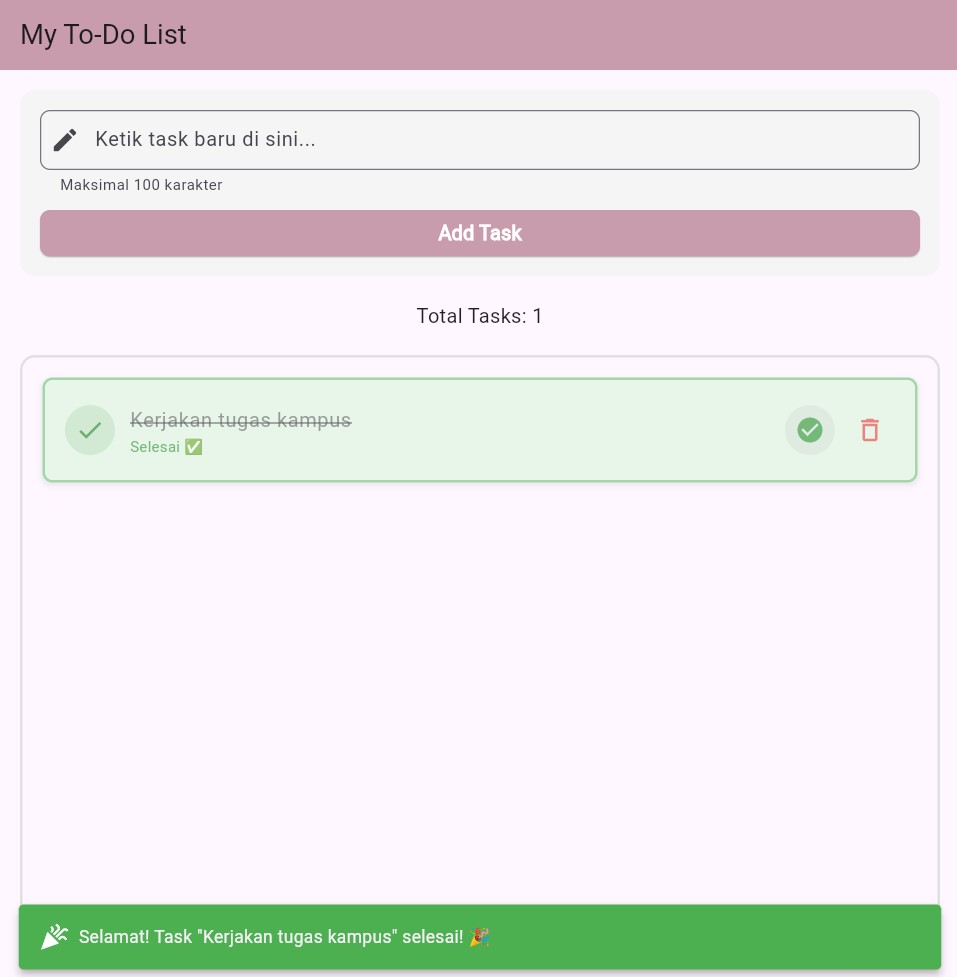 My To-Do List
Ketik task baru di sini...
Maksimal 100 karakter
Add Task
Total Tasks: 1
Kerjakan tugas kampus
Selesai ✅
Selamat! Task "Kerjakan tugas kampus" selesai! 🎉